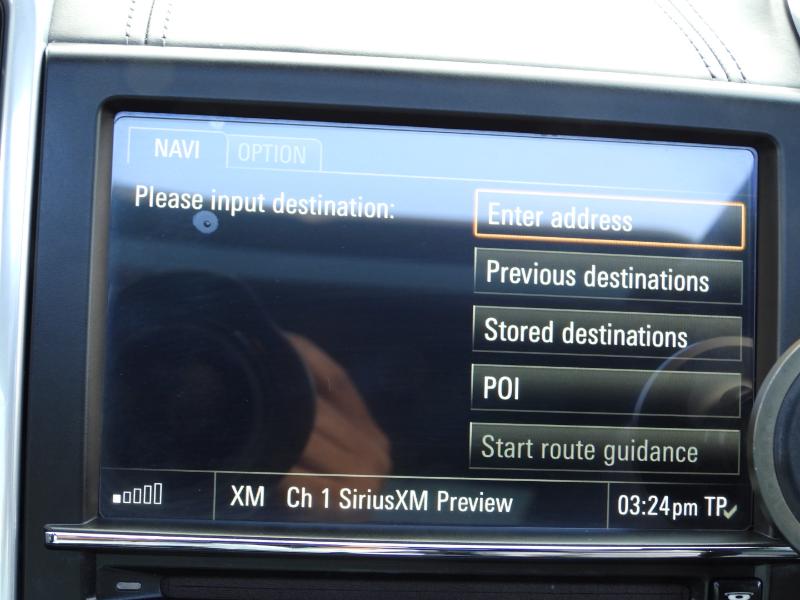 NAVI OPTION
Please input destination:
Enter address
Previous destinations
Stored destinations
POI
Start route guidance
XM Ch 1 SiriusXM Preview 03:24pm TP